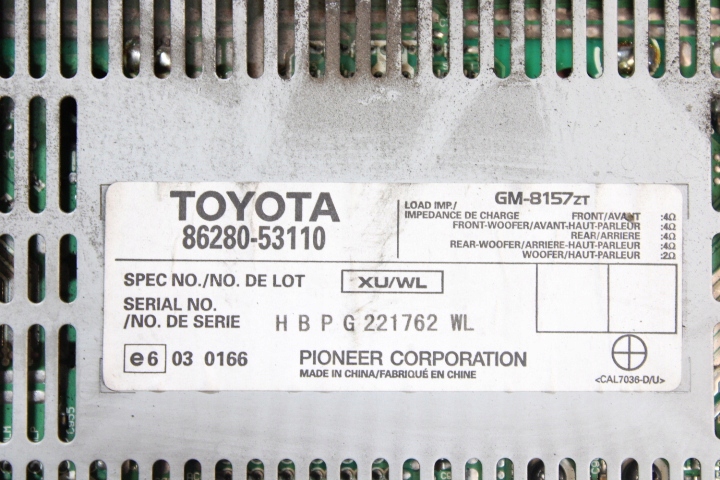 TOYOTA
86280-53110
GM-8157ZT
LOAD IMP./
IMPEDANCE DE CHARGE
FRONT/AVANT :4Ω
FRONT-WOOFER/AVANT-HAUT-PARLEUR :4Ω
REAR/ARRIERE :4Ω
REAR-WOOFER/ARRIERE-HAUT-PARLEUR :4Ω
WOOFER/HAUT-PARLEUR :2Ω
SPEC NO./NO. DE LOT XU/WL
SERIAL NO.
/NO. DE SERIE H B P G 221762 WL
e6 03 0166
PIONEER CORPORATION
MADE IN CHINA/FABRIQUÉ EN CHINE
<CAL7036-D/U>